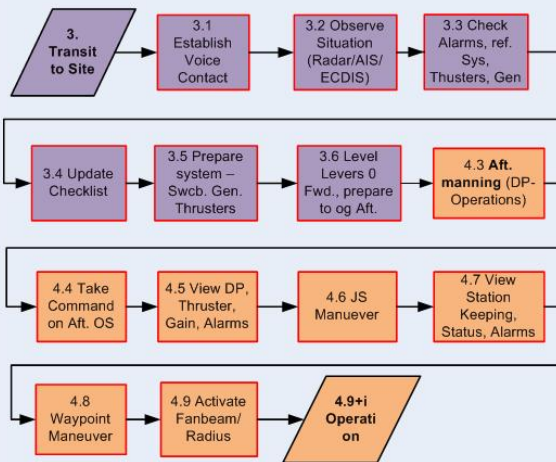 3.
Transit
to Site
3.1
Establish
Voice
Contact
3.2 Observe
Situation
(Radar/AIS/
ECDIS)
3.3 Check
Alarms, ref.
Sys,
Thusters, Gen
3.4 Update
Checklist
3.5 Prepare
system –
Swcb. Gen.
Thrusters
3.6 Level
Levers 0
Fwd., prepare
to og Aft.
4.3 Aft.
manning (DP-
Operations)
4.4 Take
Command
on Aft. OS
4.5 View DP,
Thruster,
Gain, Alarms
4.6 JS
Manuever
4.7 View
Station
Keeping,
Status, Alarms
4.8
Waypoint
Maneuver
4.9 Activate
Fanbeam/
Radius
4.9+i
Operati
on